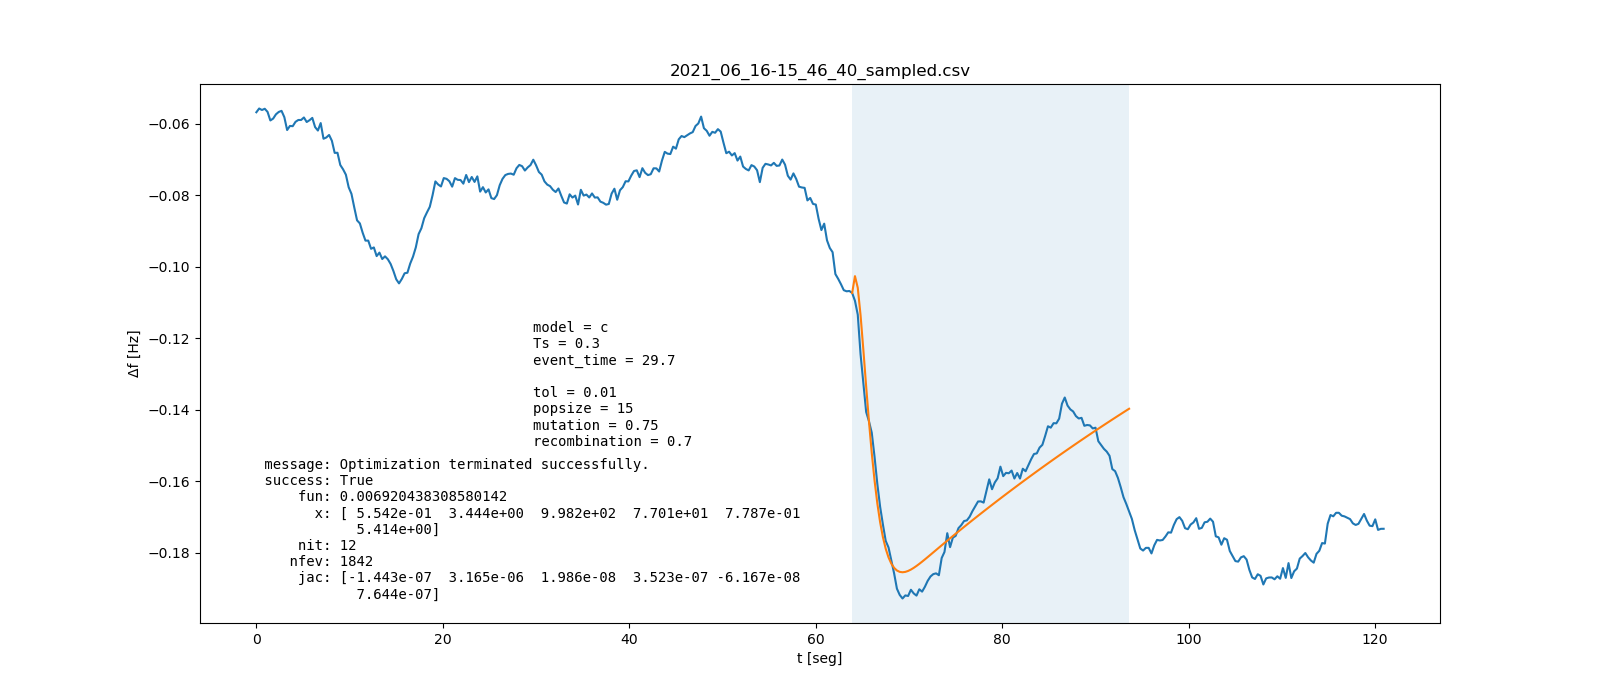 2021_06_16-15_46_40_sampled.csv
−0.06
−0.08
−0.10
−0.12
−0.14
−0.16
−0.18
Δf [Hz]
model = c
Ts = 0.3
event_time = 29.7
tol = 0.01
popsize = 15
mutation = 0.75
recombination = 0.7
message: Optimization terminated successfully.
success: True
fun: 0.006920438308580142
x: [ 5.542e-01  3.444e+00  9.982e+02  7.701e+01  7.787e-01
5.414e+00]
nit: 12
nfev: 1842
jac: [-1.443e-07  3.165e-06  1.986e-08  3.523e-07 -6.167e-08
7.644e-07]
0 20 40 60 80 100 120
t [seg]